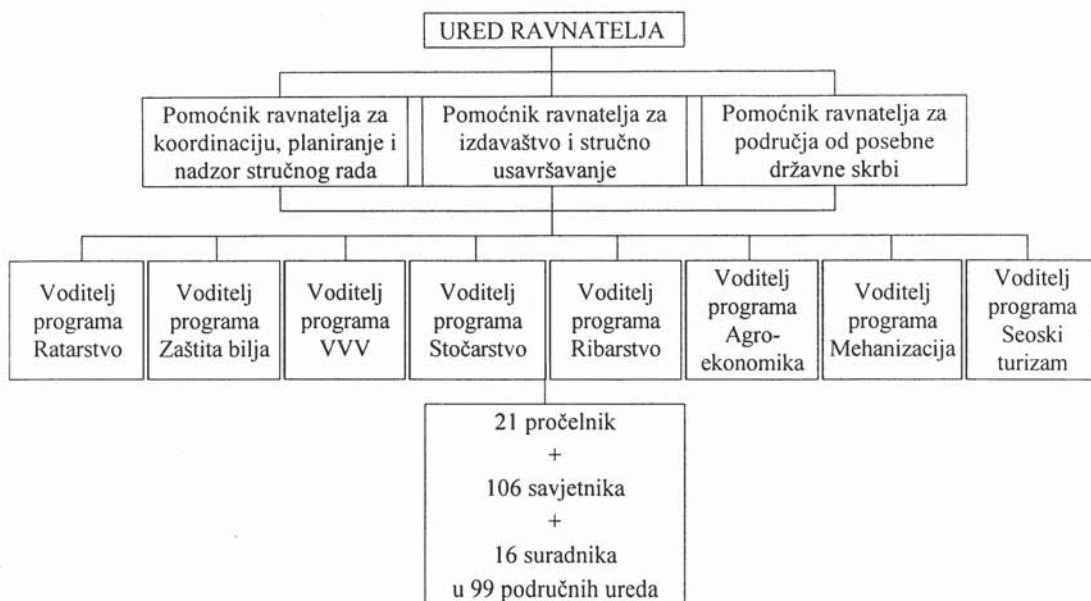 URED RAVNATELJA
Pomoćnik ravnatelja za
koordinaciju, planiranje i
nadzor stručnog rada
Pomoćnik ravnatelja za
izdavaštvo i stručno
usavršavanje
Pomoćnik ravnatelja za
područja od posebne
državne skrbi
Voditelj
programa
Ratarstvo
Voditelj
programa
Zaštita bilja
Voditelj
programa
VVV
Voditelj
programa
Stočarstvo
Voditelj
programa
Ribarstvo
Voditelj
programa
Agro-
ekonomika
Voditelj
programa
Mehanizacija
Voditelj
programa
Seoski
turizam
21 pročelnik
+
106 savjetnika
+
16 suradnika
u 99 područnih ureda